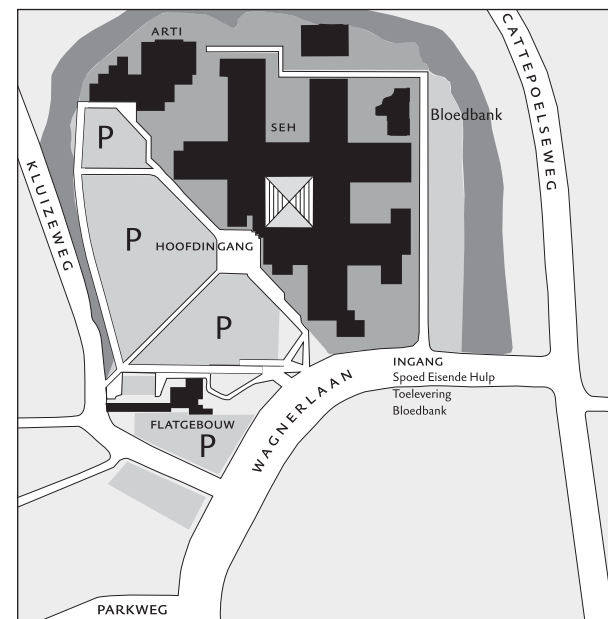 CATTEPOELSEWEG
ARTI
Bloedbank
SEH
P
KLUIZEWEG
P
HOOFDINGANG
P
INGANG
Spoed Eisende Hulp
Toelevering
Bloedbank
WAGNERLAAN
FLATGEBOUW
P
PARKWEG